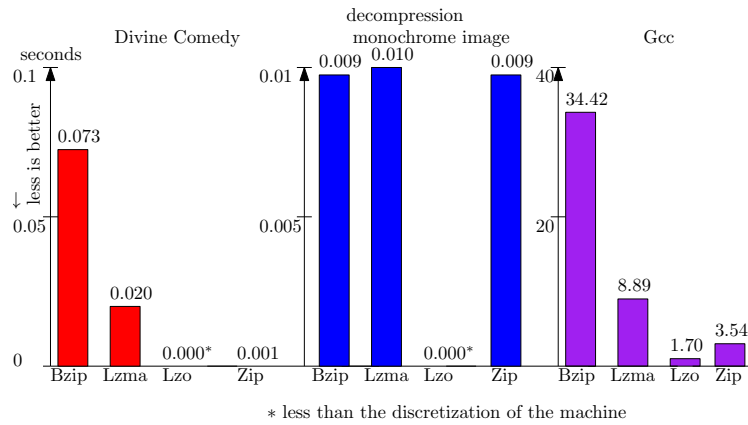 decompression
Divine Comedy
monochrome image
Gcc
seconds
0.1
0.05
0
← less is better
0.073
0.020
0.000*
0.001
Bzip
Lzma
Lzo
Zip
0.01
0.005
0.009
0.010
0.000*
0.009
Bzip
Lzma
Lzo
Zip
40
20
34.42
8.89
1.70
3.54
Bzip
Lzma
Lzo
Zip
* less than the discretization of the machine